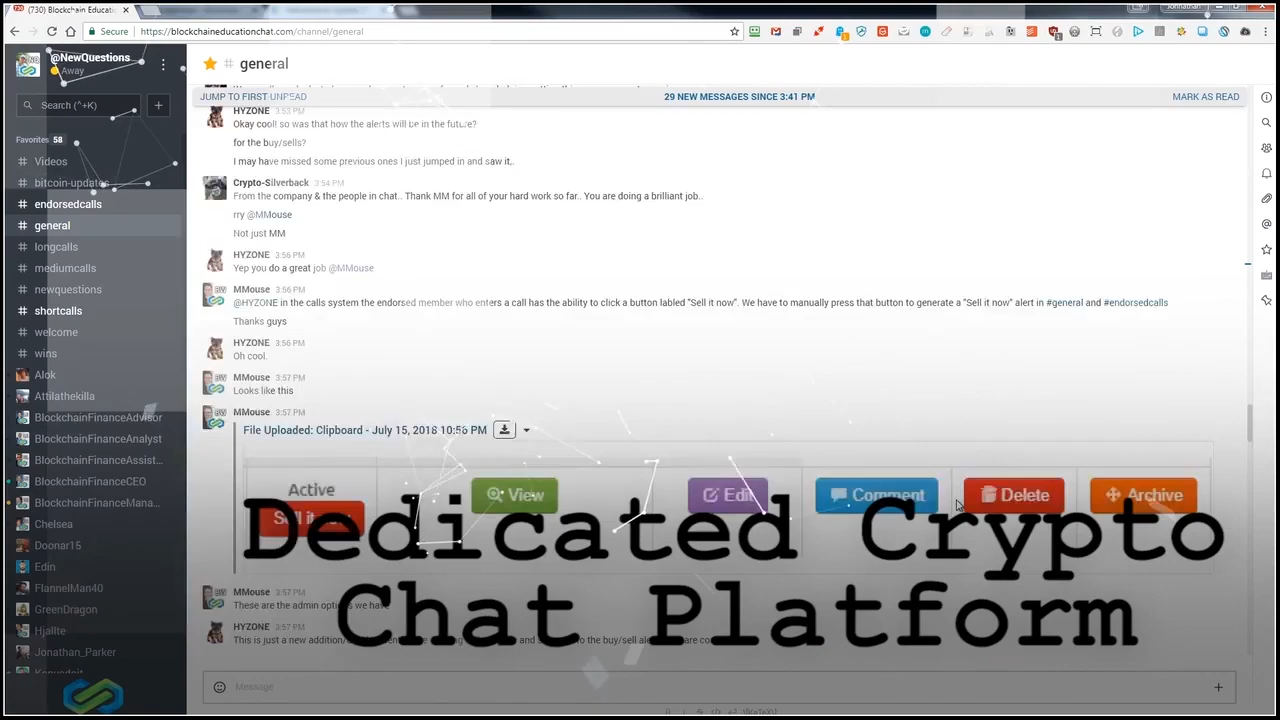 (730) Blockchain Educati
Johnathan
Secure
https://blockchaineducationchat.com/channel/general
@NewQuestions
Away
Search (^+K)
Favorites 58
Videos
# bitcoin-updates
# endorsedcalls
# general
# longcalls
# mediumcalls
# newquestions
# shortcalls
# welcome
# wins
Alok
Attilathekilla
BlockchainFinanceAdvisor
BlockchainFinanceAnalyst
BlockchainFinanceAssist...
BlockchainFinanceCEO
BlockchainFinanceMana...
Chelsea
Doonar15
Edin
FlannelMan40
GreenDragon
Hjallte
Jonathan_Parker
# general
JUMP TO FIRST UNREAD
29 NEW MESSAGES SINCE 3:41 PM
MARK AS READ
HYZONE 3:53 PM
Okay cool! so was that how the alerts will be in the future?
for the buy/sells?
I may have missed some previous ones I just jumped in and saw it,.
Crypto-Silverback 3:54 PM
From the company & the people in chat.. Thank MM for all of your hard work so far.. You are doing a brilliant job..
rry @MMouse
Not just MM
HYZONE 3:56 PM
Yep you do a great job @MMouse
MMouse 3:56 PM
@HYZONE in the calls system the endorsed member who enters a call has the ability to click a button labled "Sell it now". We have to manually press that button to generate a "Sell it now" alert in #general and #endorsedcalls
Thanks guys
HYZONE 3:56 PM
Oh cool.
MMouse 3:57 PM
Looks like this
MMouse 3:57 PM
File Uploaded: Clipboard - July 15, 2018 10:56 PM
Active
Sell it
View
Edit
Comment
Delete
Archive
Dedicated Crypto
Chat Platform
MMouse 3:57 PM
These are the admin options we have
HYZONE 3:57 PM
This is just a new addition/
Message